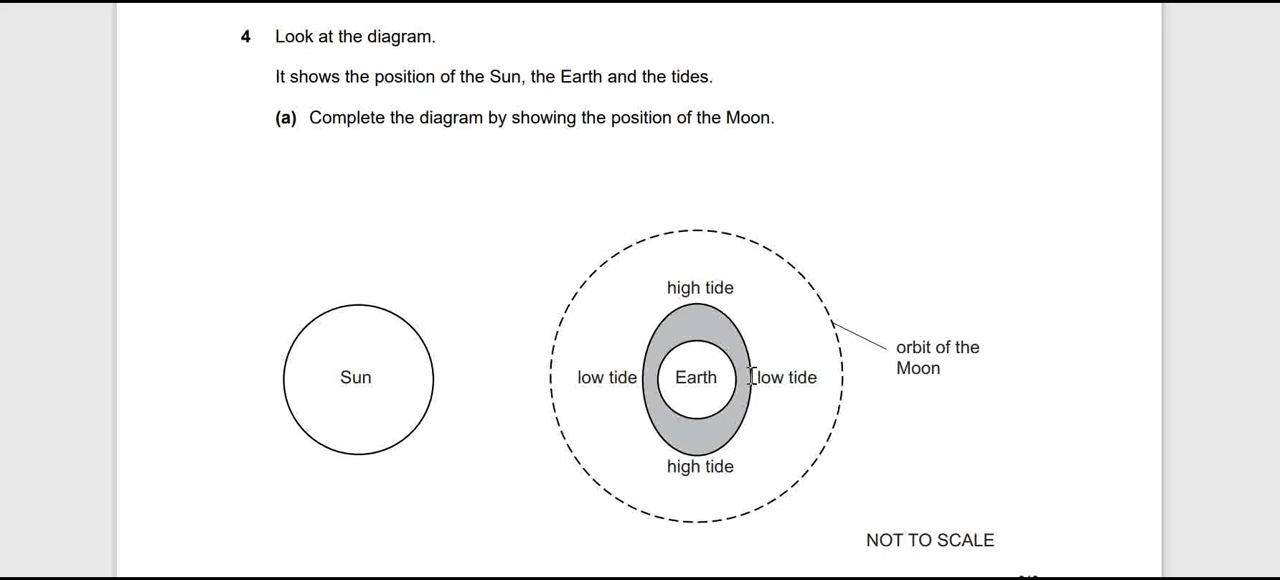 4 Look at the diagram.
It shows the position of the Sun, the Earth and the tides.
(a) Complete the diagram by showing the position of the Moon.
high tide
orbit of the
Moon
Sun
low tide
Earth
low tide
high tide
NOT TO SCALE